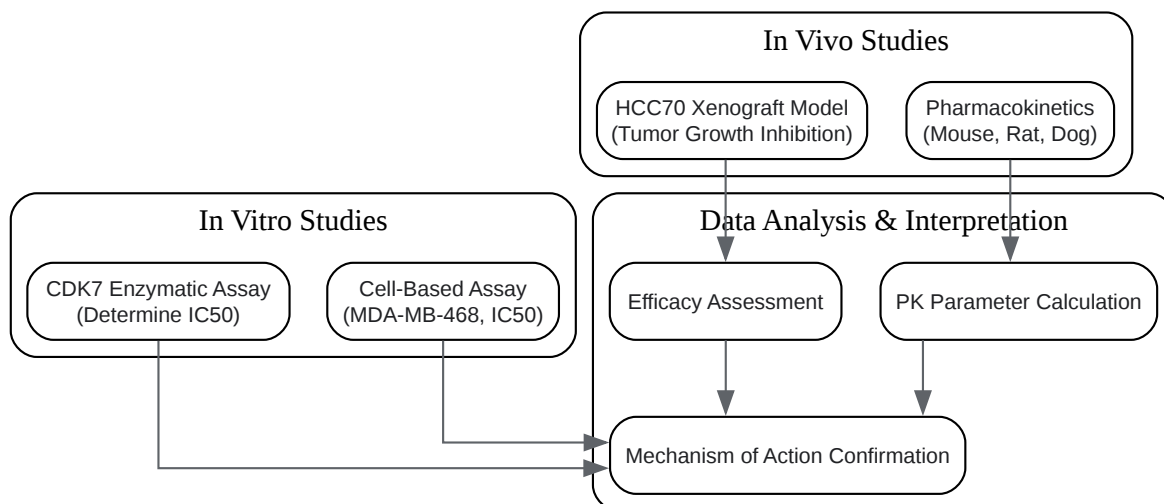 In Vivo Studies
HCC70 Xenograft Model
(Tumor Growth Inhibition)
Pharmacokinetics
(Mouse, Rat, Dog)
In Vitro Studies
CDK7 Enzymatic Assay
(Determine IC50)
Cell-Based Assay
(MDA-MB-468, IC50)
Data Analysis & Interpretation
Efficacy Assessment
PK Parameter Calculation
Mechanism of Action Confirmation